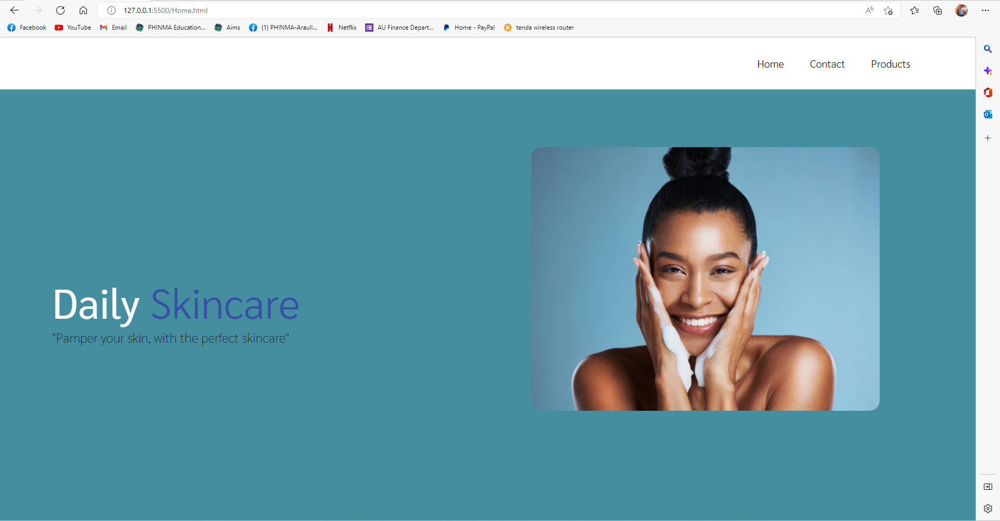 127.0.0.1:5500/Home.html
Facebook YouTube Email PHINMA Education... Aims (1) PHINMA-Araull... Netflix AU Finance Depart... Home - PayPal tenda wireless router
Home Contact Products
Daily Skincare
"Pamper your skin, with the perfect skincare"